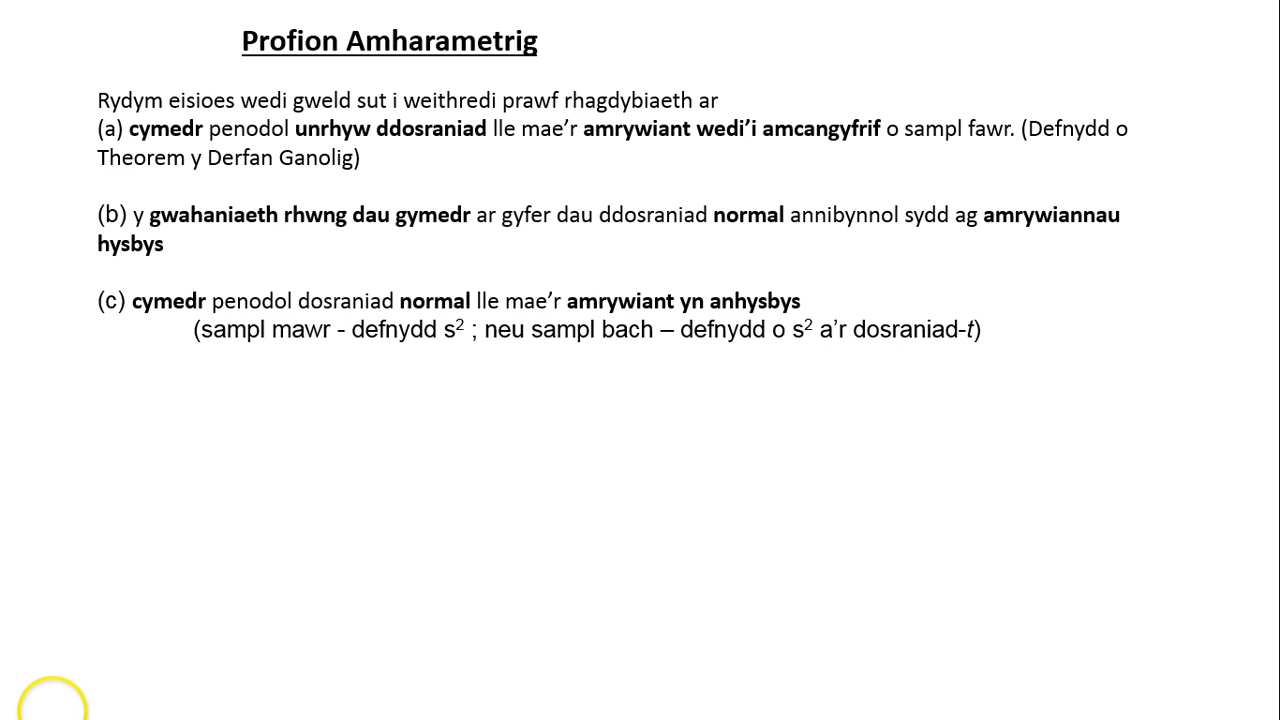 Profion Amharametrig
Rydym eisioes wedi gweld sut i weithredi prawf rhagdybiaeth ar
(a) cymedr penodol unrhyw ddosraniad lle mae’r amrywiant wedi’i amcangyfrif o sampl fawr. (Defnydd o
Theorem y Derfan Ganolig)
(b) y gwahaniaeth rhwng dau gymedr ar gyfer dau ddosraniad normal annibynnol sydd ag amrywiannau
hysbys
(c) cymedr penodol dosraniad normal lle mae’r amrywiant yn anhysbys
(sampl mawr - defnydd s² ; neu sampl bach – defnydd o s² a’r dosraniad-t)